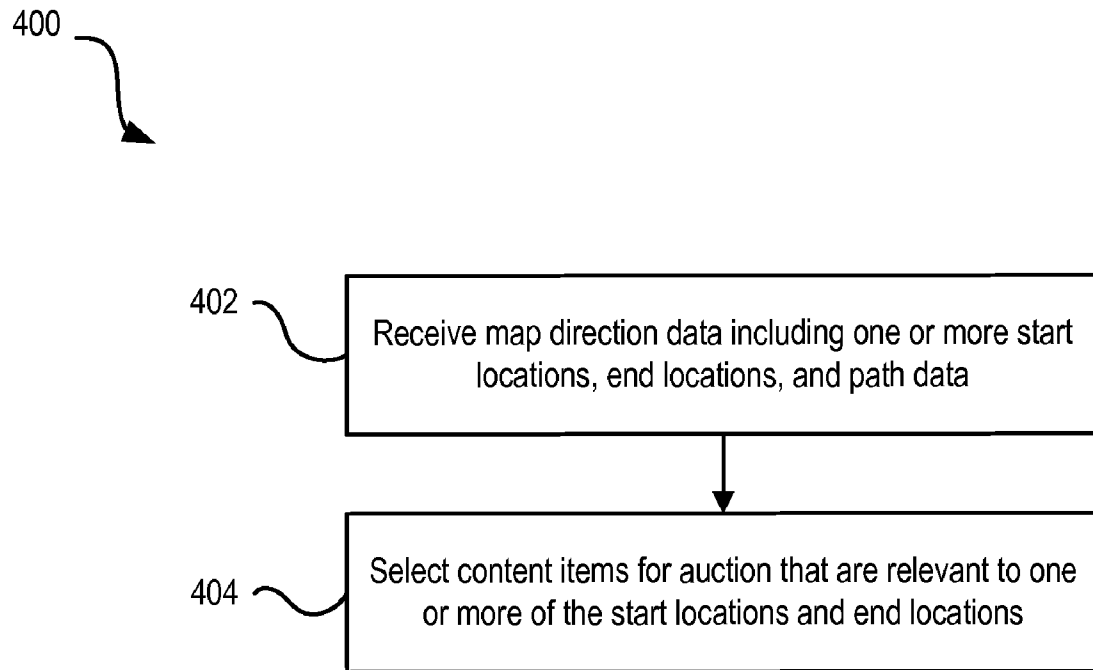 400
402
Receive map direction data including one or more start
locations, end locations, and path data
404
Select content items for auction that are relevant to one
or more of the start locations and end locations